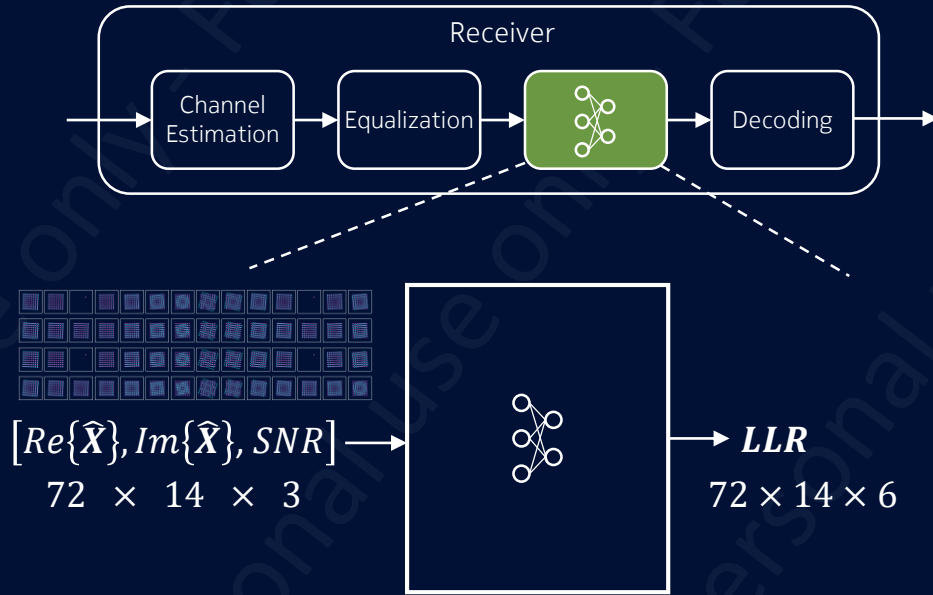 Receiver
Channel
Estimation
Equalization
Decoding
[Re{X̂}, Im{X̂}, SNR]
72 × 14 × 3
LLR
72 × 14 × 6